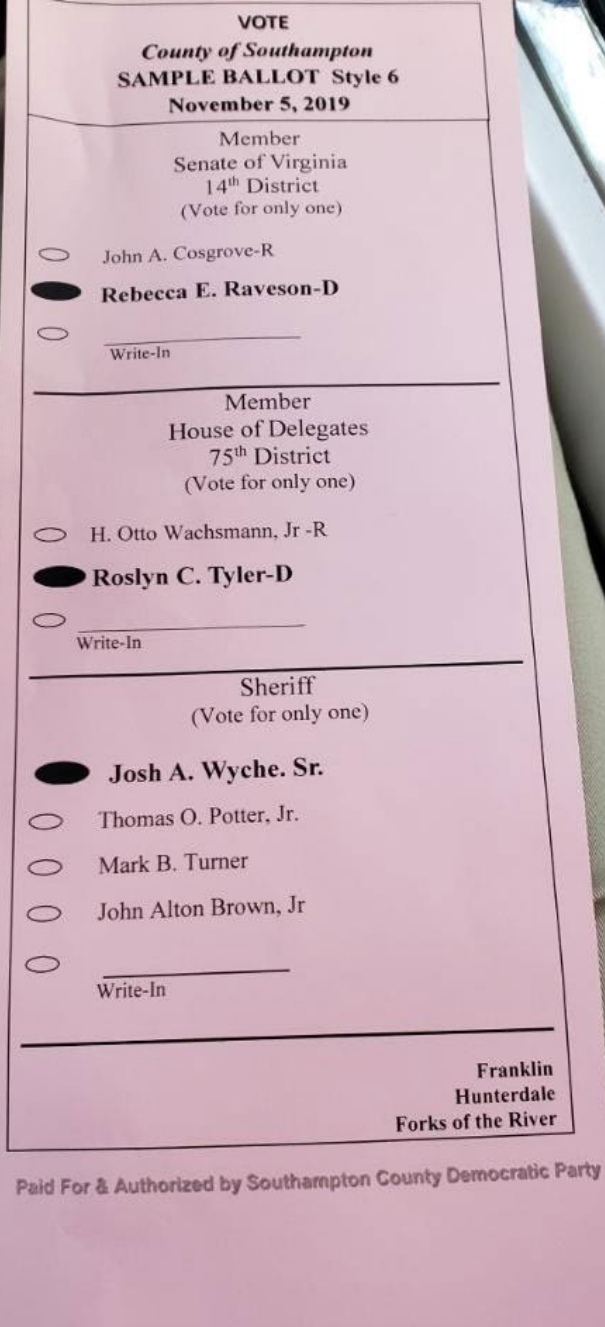 VOTE
County of Southampton
SAMPLE BALLOT Style 6
November 5, 2019
Member
Senate of Virginia
14th District
(Vote for only one)
John A. Cosgrove-R
Rebecca E. Raveson-D
Write-In
Member
House of Delegates
75th District
(Vote for only one)
H. Otto Wachsmann, Jr -R
Roslyn C. Tyler-D
Write-In
Sheriff
(Vote for only one)
Josh A. Wyche. Sr.
Thomas O. Potter, Jr.
Mark B. Turner
John Alton Brown, Jr
Write-In
Franklin
Hunterdale
Forks of the River
Paid For & Authorized by Southampton County Democratic Party